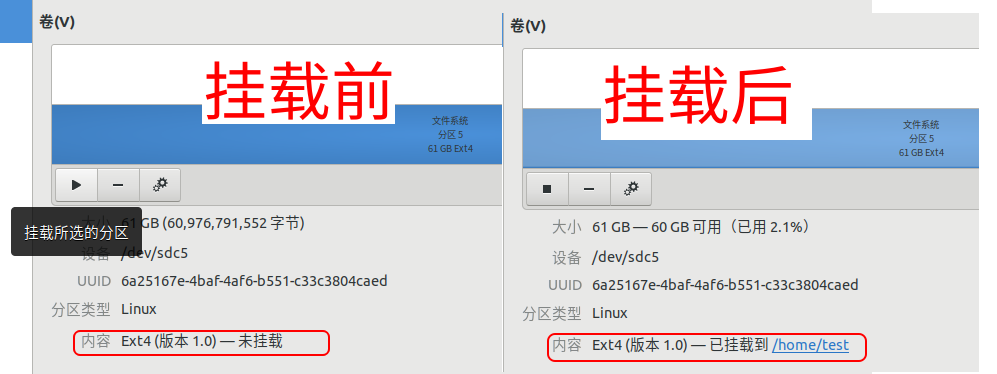 卷(V)
挂载前
文件系统
分区 5
61 GB Ext4
挂载所选的分区
大小 61 GB (60,976,791,552 字节)
设备 /dev/sdc5
UUID 6a25167e-4baf-4af6-b551-c33c3804caed
分区类型 Linux
内容 Ext4 (版本 1.0) — 未挂载
卷(V)
挂载后
文件系统
分区 5
61 GB Ext4
大小 61 GB — 60 GB 可用（已用 2.1%）
设备 /dev/sdc5
UUID 6a25167e-4baf-4af6-b551-c33c3804caed
分区类型 Linux
内容 Ext4 (版本 1.0) — 已挂载到 /home/test